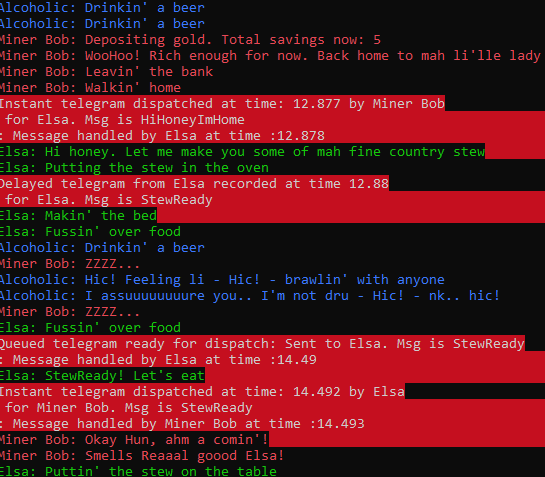 Alcoholic: Drinkin' a beer
Alcoholic: Drinkin' a beer
Miner Bob: Depositing gold. Total savings now: 5
Miner Bob: WooHoo! Rich enough for now. Back home to mah li'lle lady
Miner Bob: Leavin' the bank
Miner Bob: Walkin' home
Instant telegram dispatched at time: 12.877 by Miner Bob
for Elsa. Msg is HiHoneyImHome
: Message handled by Elsa at time :12.878
Elsa: Hi honey. Let me make you some of mah fine country stew
Elsa: Putting the stew in the oven
Delayed telegram from Elsa recorded at time 12.88
for Elsa. Msg is StewReady
Elsa: Makin' the bed
Elsa: Fussin' over food
Alcoholic: Drinkin' a beer
Miner Bob: ZZZZ...
Alcoholic: Hic! Feeling li - Hic! - brawlin' with anyone
Alcoholic: I assuuuuuuuure you.. I'm not dru - Hic! - nk.. hic!
Miner Bob: ZZZZ...
Elsa: Fussin' over food
Queued telegram ready for dispatch: Sent to Elsa. Msg is StewReady
: Message handled by Elsa at time :14.49
Elsa: StewReady! Let's eat
Instant telegram dispatched at time: 14.492 by Elsa
for Miner Bob. Msg is StewReady
: Message handled by Miner Bob at time :14.493
Miner Bob: Okay Hun, ahm a comin'!
Miner Bob: Smells Reaaal goood Elsa!
Elsa: Puttin' the stew on the table